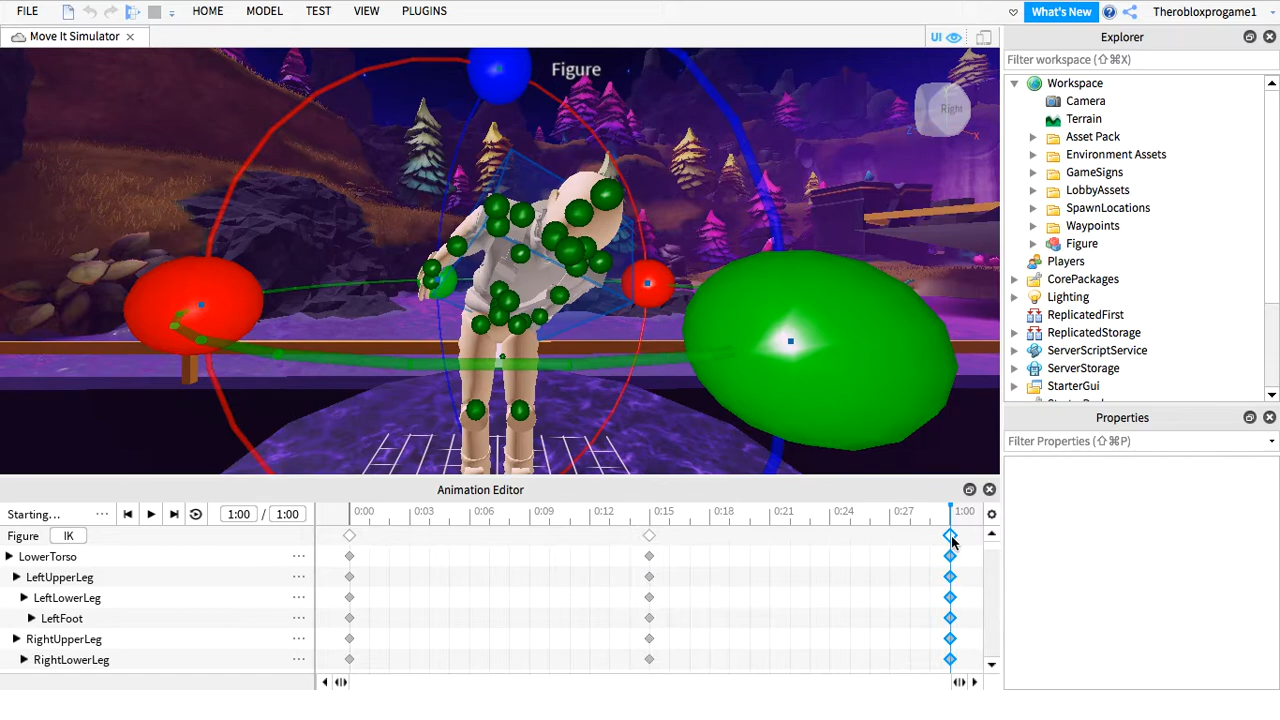 FILE HOME MODEL TEST VIEW PLUGINS What's New Therobloxprogame1
Move It Simulator UI
Figure
Right
Z X
Explorer
Filter workspace (⇧⌘X)
Workspace
Camera
Terrain
Asset Pack
Environment Assets
GameSigns
LobbyAssets
SpawnLocations
Waypoints
Figure
Players
CorePackages
Lighting
ReplicatedFirst
ReplicatedStorage
ServerScriptService
ServerStorage
StarterGui
Properties
Filter Properties (⇧⌘P)
Animation Editor
Starting... 1:00 / 1:00 0:00 0:03 0:06 0:09 0:12 0:15 0:18 0:21 0:24 0:27 1:00
Figure IK
LowerTorso
LeftUpperLeg
LeftLowerLeg
LeftFoot
RightUpperLeg
RightLowerLeg